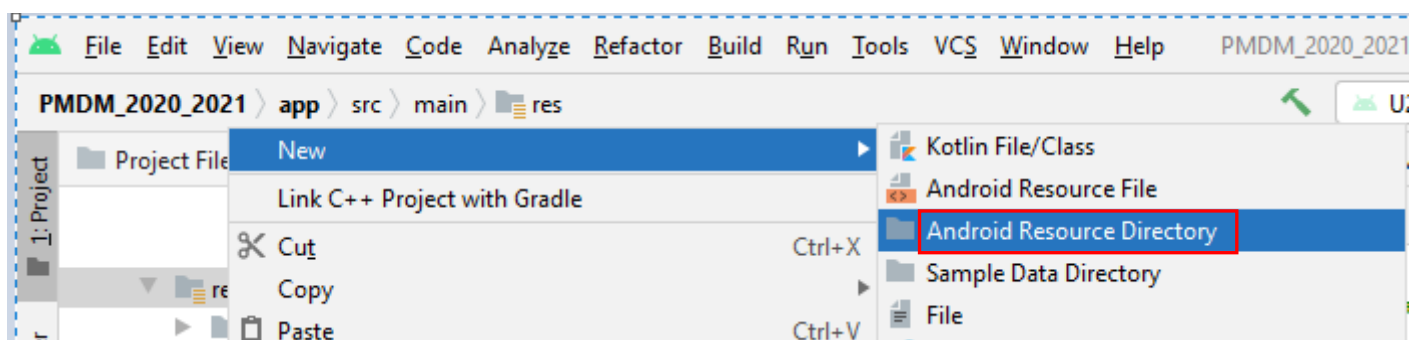 File Edit View Navigate Code Analyze Refactor Build Run Tools VCS Window Help PMDM_2020_2021
PMDM_2020_2021 app src main res
1: Project
Project File
New
Link C++ Project with Gradle
Cut Ctrl+X
Copy
Paste Ctrl+V
Kotlin File/Class
Android Resource File
Android Resource Directory
Sample Data Directory
File